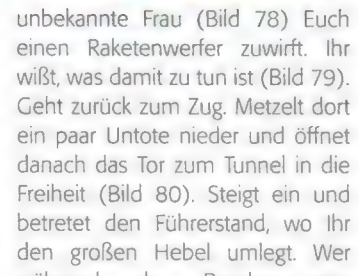 unbekannte Frau (Bild 78) Euch
einen Raketenwerfer zuwirft. Ihr
wißt, was damit zu tun ist (Bild 79).
Geht zurück zum Zug. Metzelt dort
ein paar Untote nieder und öffnet
danach das Tor zum Tunnel in die
Freiheit (Bild 80). Steigt ein und
betretet den Führerstand, wo Ihr
den großen Hebel umlegt. Wer